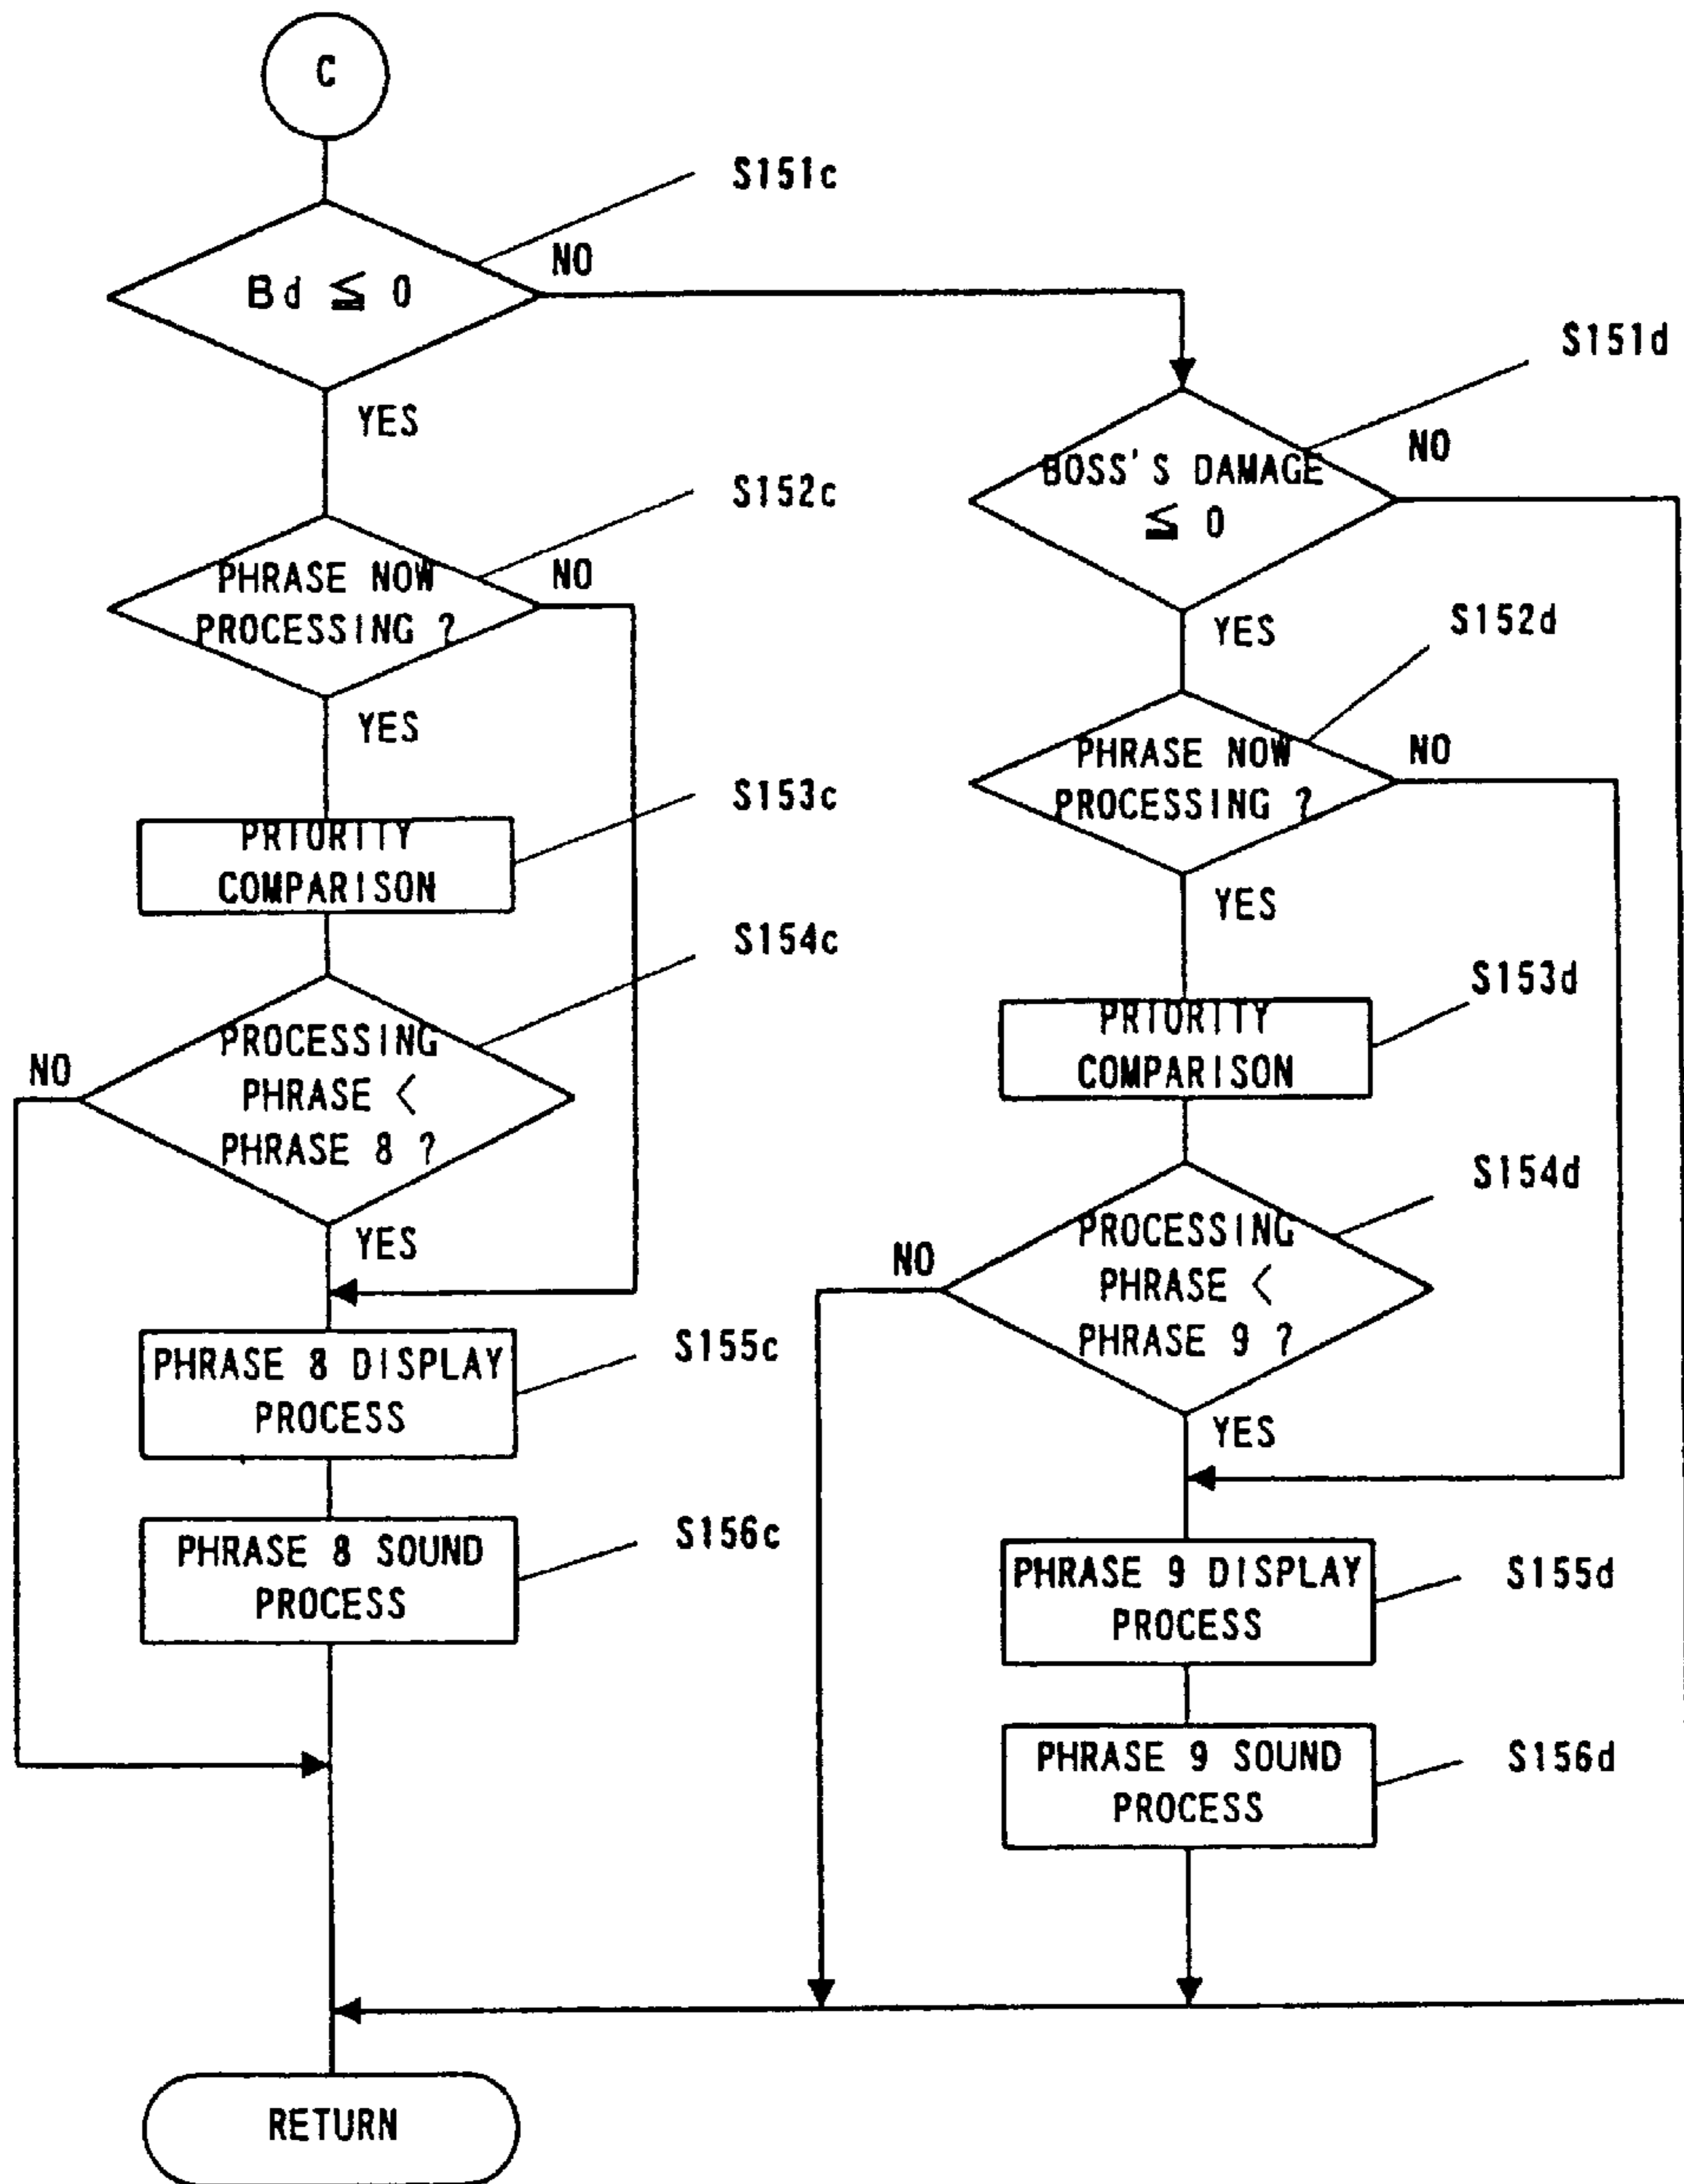 C
S151c
Bd ≦ 0
NO
YES
S152c
PHRASE NOW
PROCESSING ?
NO
YES
S153c
PRIORITY
COMPARISON
S154c
PROCESSING
PHRASE <
PHRASE 8 ?
NO
YES
PHRASE 8 DISPLAY
PROCESS
S155c
PHRASE 8 SOUND
PROCESS
S156c
S151d
BOSS'S DAMAGE
≦ 0
NO
YES
S152d
PHRASE NOW
PROCESSING ?
NO
YES
S153d
PRIORITY
COMPARISON
S154d
PROCESSING
PHRASE <
PHRASE 9 ?
NO
YES
PHRASE 9 DISPLAY
PROCESS
S155d
PHRASE 9 SOUND
PROCESS
S156d
RETURN